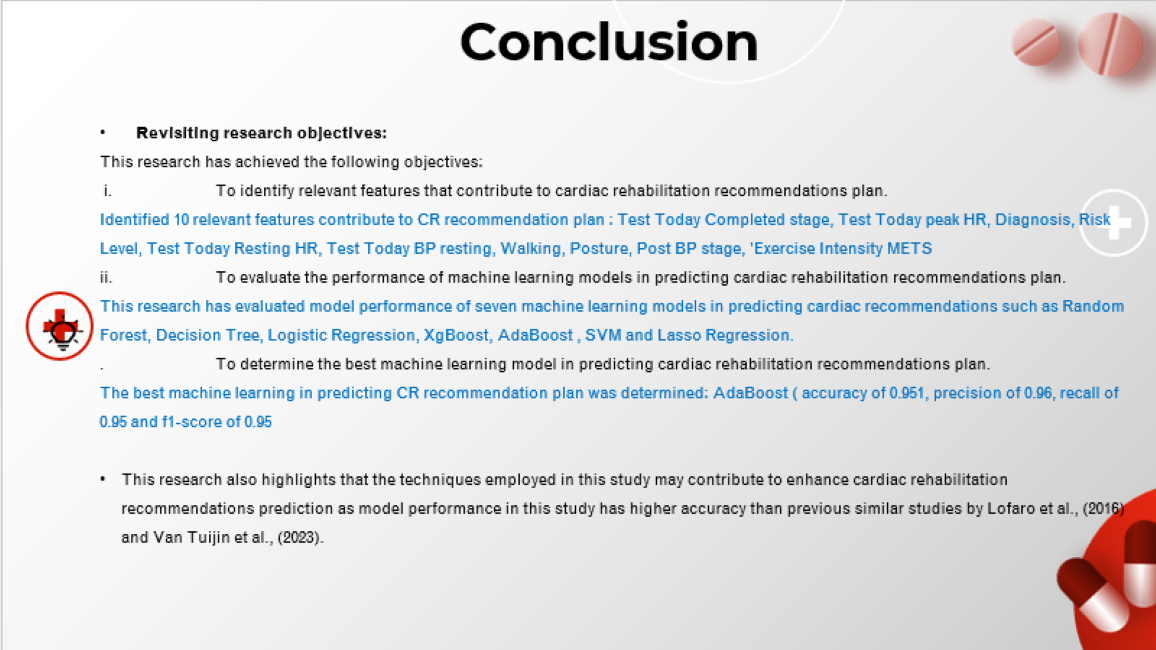 Conclusion
• Revisiting research objectives:
This research has achieved the following objectives:
i. To identify relevant features that contribute to cardiac rehabilitation recommendations plan.
Identified 10 relevant features contribute to CR recommendation plan : Test Today Completed stage, Test Today peak HR, Diagnosis, Risk
Level, Test Today Resting HR, Test Today BP resting, Walking, Posture, Post BP stage, 'Exercise Intensity METS
ii. To evaluate the performance of machine learning models in predicting cardiac rehabilitation recommendations plan.
This research has evaluated model performance of seven machine learning models in predicting cardiac recommendations such as Random
Forest, Decision Tree, Logistic Regression, XgBoost, AdaBoost , SVM and Lasso Regression.
. To determine the best machine learning model in predicting cardiac rehabilitation recommendations plan.
The best machine learning in predicting CR recommendation plan was determined: AdaBoost ( accuracy of 0.951, precision of 0.96, recall of
0.95 and f1-score of 0.95
• This research also highlights that the techniques employed in this study may contribute to enhance cardiac rehabilitation
recommendations prediction as model performance in this study has higher accuracy than previous similar studies by Lofaro et al., (2016)
and Van Tuijin et al., (2023).